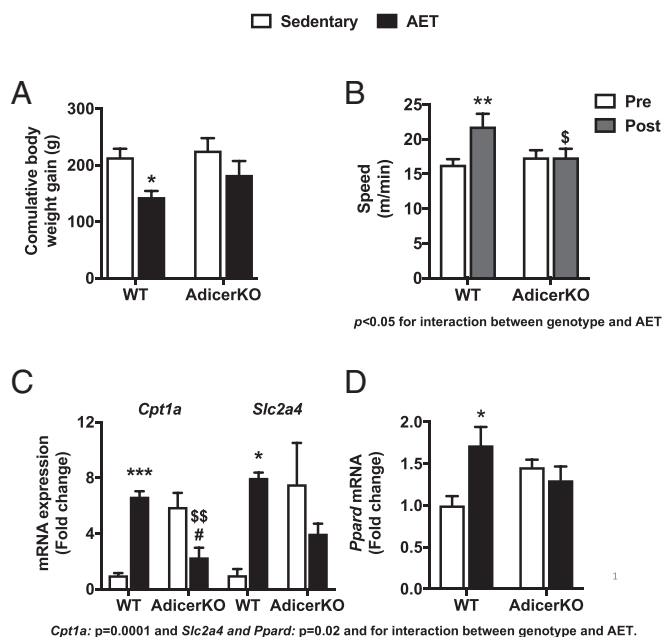 Sedentary AET
A
300
200
100
0
Comulative body
weight gain (g)
*
WT AdicerKO
B
25
20
15
10
5
0
Speed
(m/min)
** $
Pre
Post
WT AdicerKO
p<0.05 for interaction between genotype and AET
C
Cpt1a Slc2a4
12
8
4
0
mRNA expression
(Fold change)
*** *
$$
#
WT AdicerKO WT AdicerKO
D
2.0
1.5
1.0
0.5
0.0
Ppard mRNA
(Fold change)
*
WT AdicerKO
1
Cpt1a: p=0.0001 and Slc2a4 and Ppard: p=0.02 and for interaction between genotype and AET.